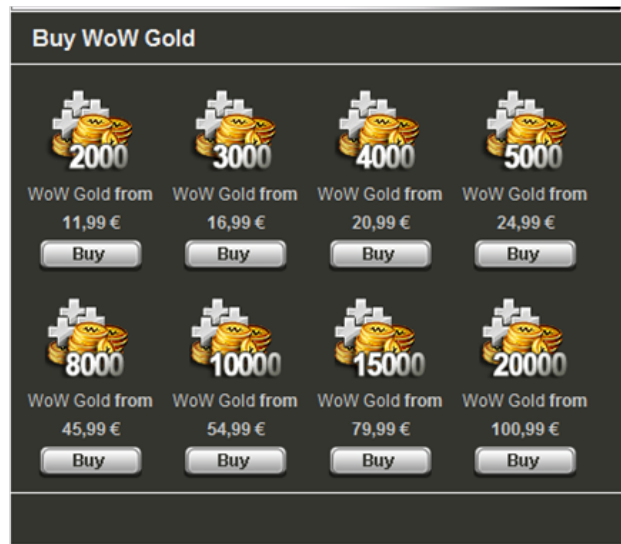 Buy WoW Gold
2000 3000 4000 5000
WoW Gold from WoW Gold from WoW Gold from WoW Gold from
11,99 € 16,99 € 20,99 € 24,99 €
Buy Buy Buy Buy
8000 10000 15000 20000
WoW Gold from WoW Gold from WoW Gold from WoW Gold from
45,99 € 54,99 € 79,99 € 100,99 €
Buy Buy Buy Buy